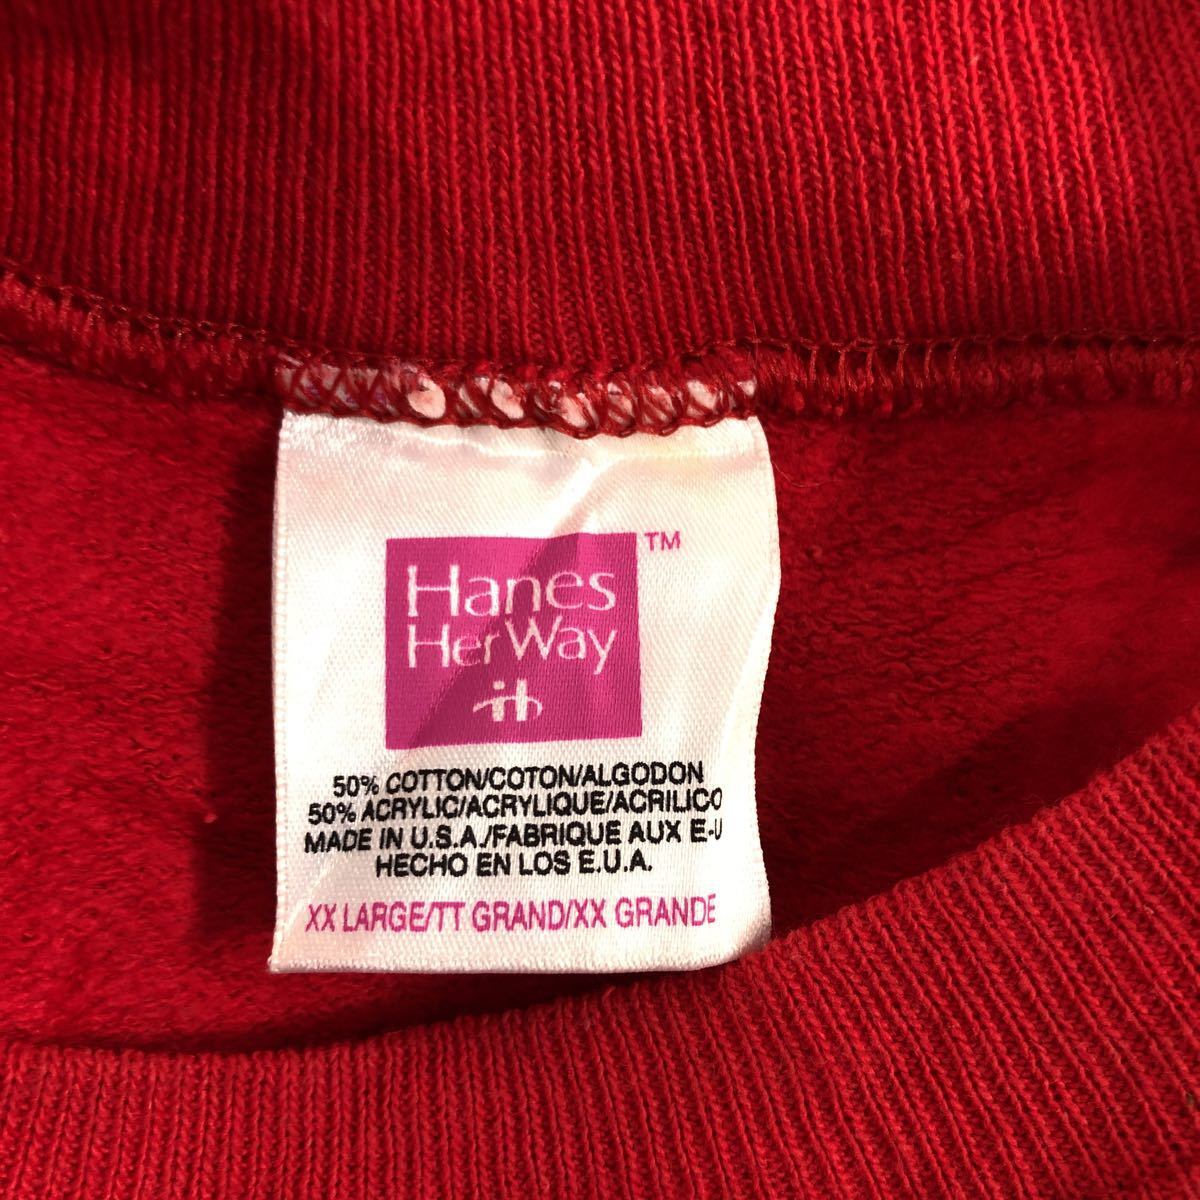 Hanes
HerWay
TM
50% COTTON/COTON/ALGODON
50% ACRYLIC/ACRYLIQUE/ACRILICO
MADE IN U.S.A./FABRIQUE AUX E-U
HECHO EN LOS E.U.A.
XX LARGE/TT GRAND/XX GRANDE